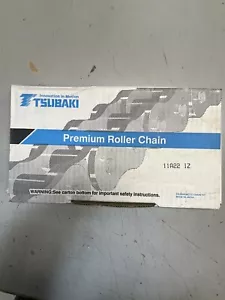 Innovation in Motion
TSUBAKI
Premium Roller Chain
11A22 1Z
WARNING: See carton bottom for important safety instructions.